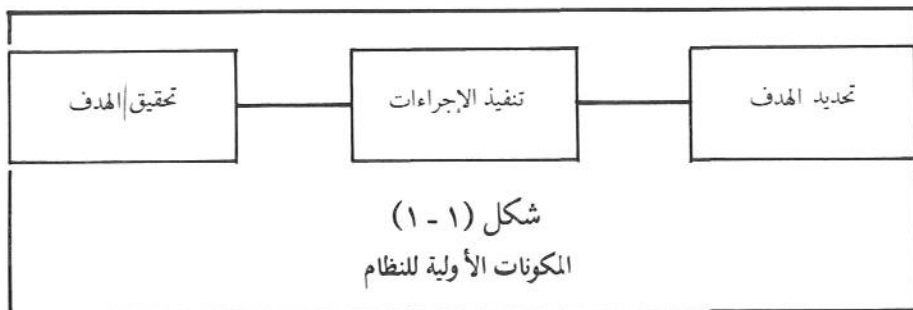 تحديد الهدف
تنفيذ الإجراءات
تحقيق الهدف
شكل (١ - ١)
المكونات الأولية للنظام